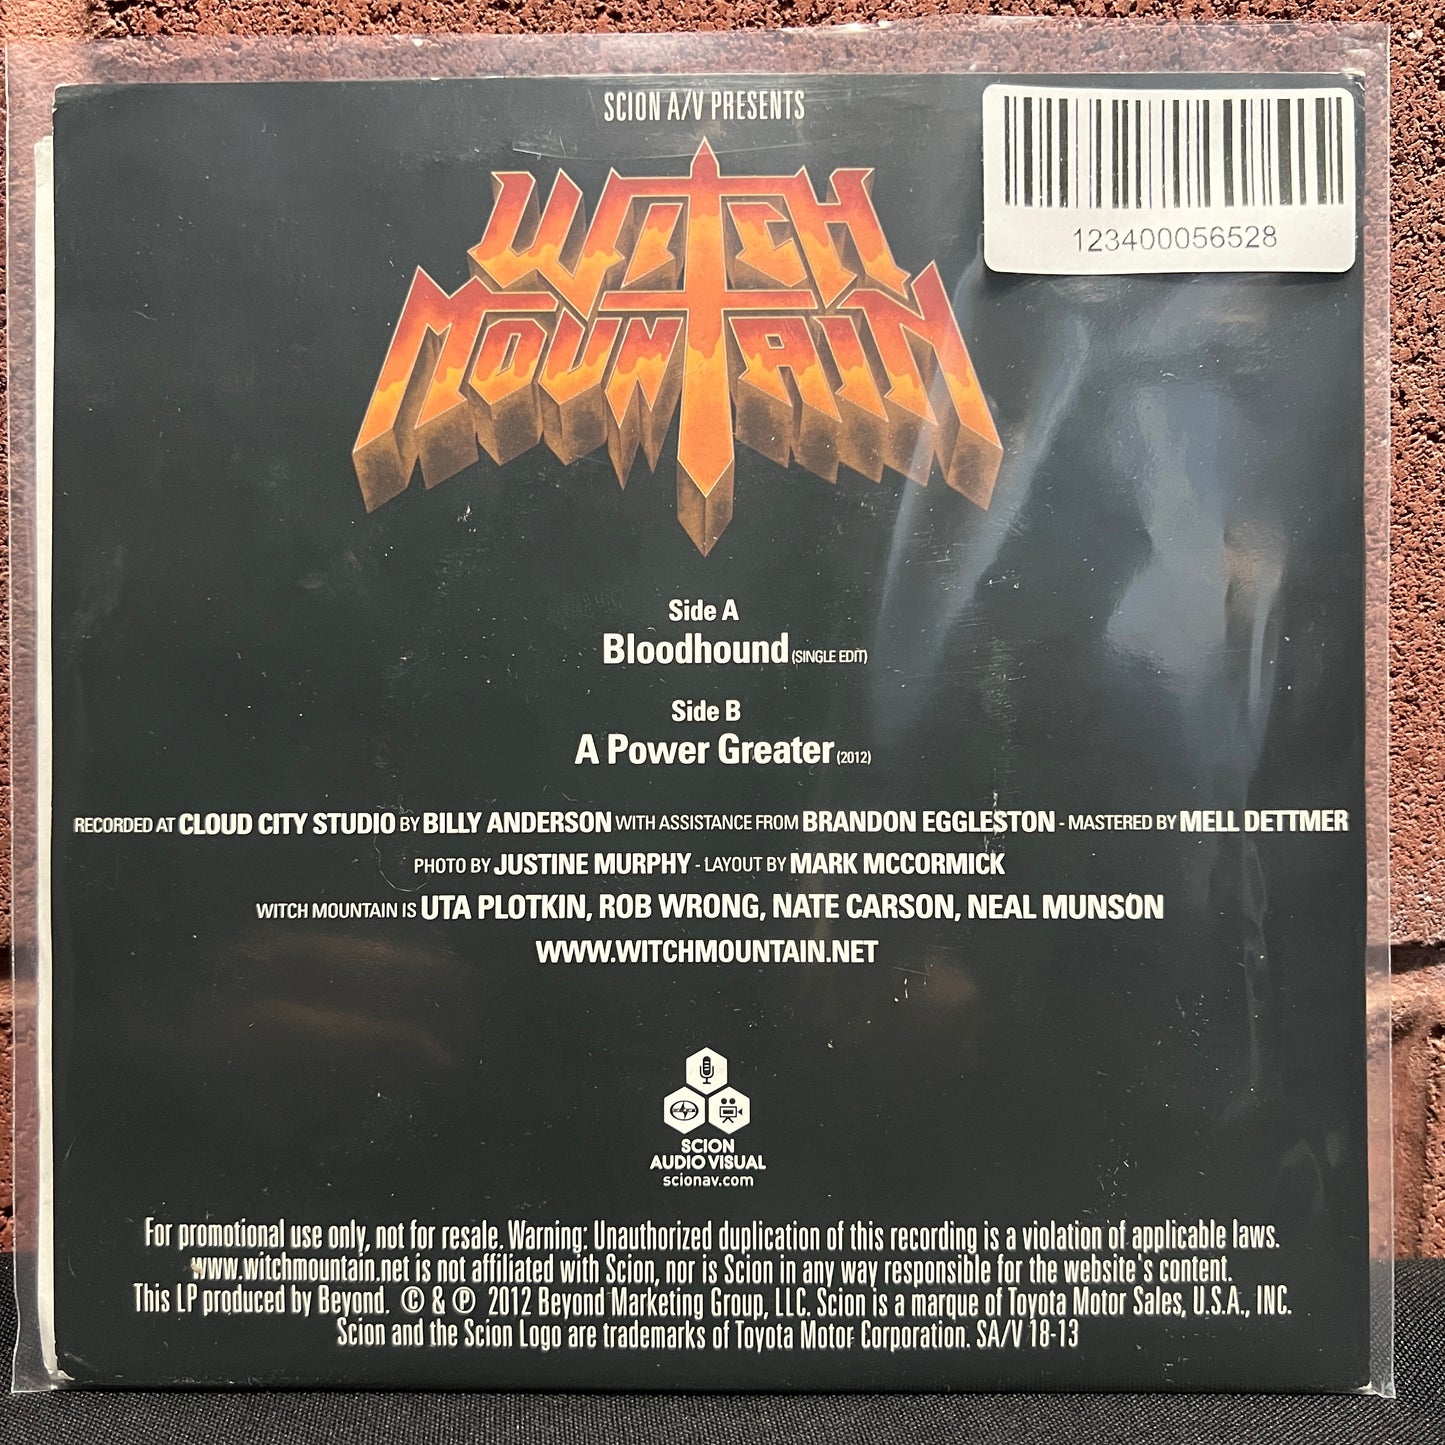 SCION A/V PRESENTS
123400056528
WITCH
MOUNTAIN
Side A
Bloodhound (SINGLE EDIT)
Side B
A Power Greater (2012)
RECORDED AT CLOUD CITY STUDIO BY BILLY ANDERSON WITH ASSISTANCE FROM BRANDON EGGLESTON - MASTERED BY MELL DETTMER
PHOTO BY JUSTINE MURPHY - LAYOUT BY MARK MCCORMICK
WITCH MOUNTAIN IS UTA PLOTKIN, ROB WRONG, NATE CARSON, NEAL MUNSON
WWW.WITCHMOUNTAIN.NET
SCION
AUDIO VISUAL
scionav.com
For promotional use only, not for resale. Warning: Unauthorized duplication of this recording is a violation of applicable laws.
www.witchmountain.net is not affiliated with Scion, nor is Scion in any way responsible for the website's content.
This LP produced by Beyond. © & ℗ 2012 Beyond Marketing Group, LLC. Scion is a marque of Toyota Motor Sales, U.S.A., INC.
Scion and the Scion Logo are trademarks of Toyota Motor Corporation. SA/V 18-13